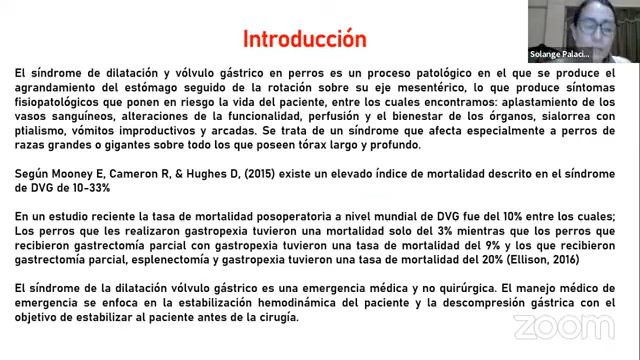 Introducción
Solange Palaci...
El síndrome de dilatación y vólvulo gástrico en perros es un proceso patológico en el que se produce el
agrandamiento del estómago seguido de la rotación sobre su eje mesentérico, lo que produce síntomas
fisiopatológicos que ponen en riesgo la vida del paciente, entre los cuales encontramos: aplastamiento de los
vasos sanguíneos, alteraciones de la funcionalidad, perfusión y el bienestar de los órganos, sialorrea con
ptialismo, vómitos improductivos y arcadas. Se trata de un síndrome que afecta especialmente a perros de
razas grandes o gigantes sobre todo los que poseen tórax largo y profundo.
Según Mooney E, Cameron R, & Hughes D, (2015) existe un elevado índice de mortalidad descrito en el síndrome
de DVG de 10-33%
En un estudio reciente la tasa de mortalidad posoperatoria a nivel mundial de DVG fue del 10% entre los cuales;
Los perros que les realizaron gastropexia tuvieron una mortalidad solo del 3% mientras que los perros que
recibieron gastrectomía parcial con gastropexia tuvieron una tasa de mortalidad del 9% y los que recibieron
gastrectomía parcial, esplenectomía y gastropexia tuvieron una tasa de mortalidad del 20% (Ellison, 2016)
El síndrome de la dilatación vólvulo gástrico es una emergencia médica y no quirúrgica. El manejo médico de
emergencia se enfoca en la estabilización hemodinámica del paciente y la descompresión gástrica con el
objetivo de estabilizar al paciente antes de la cirugía.
zoom